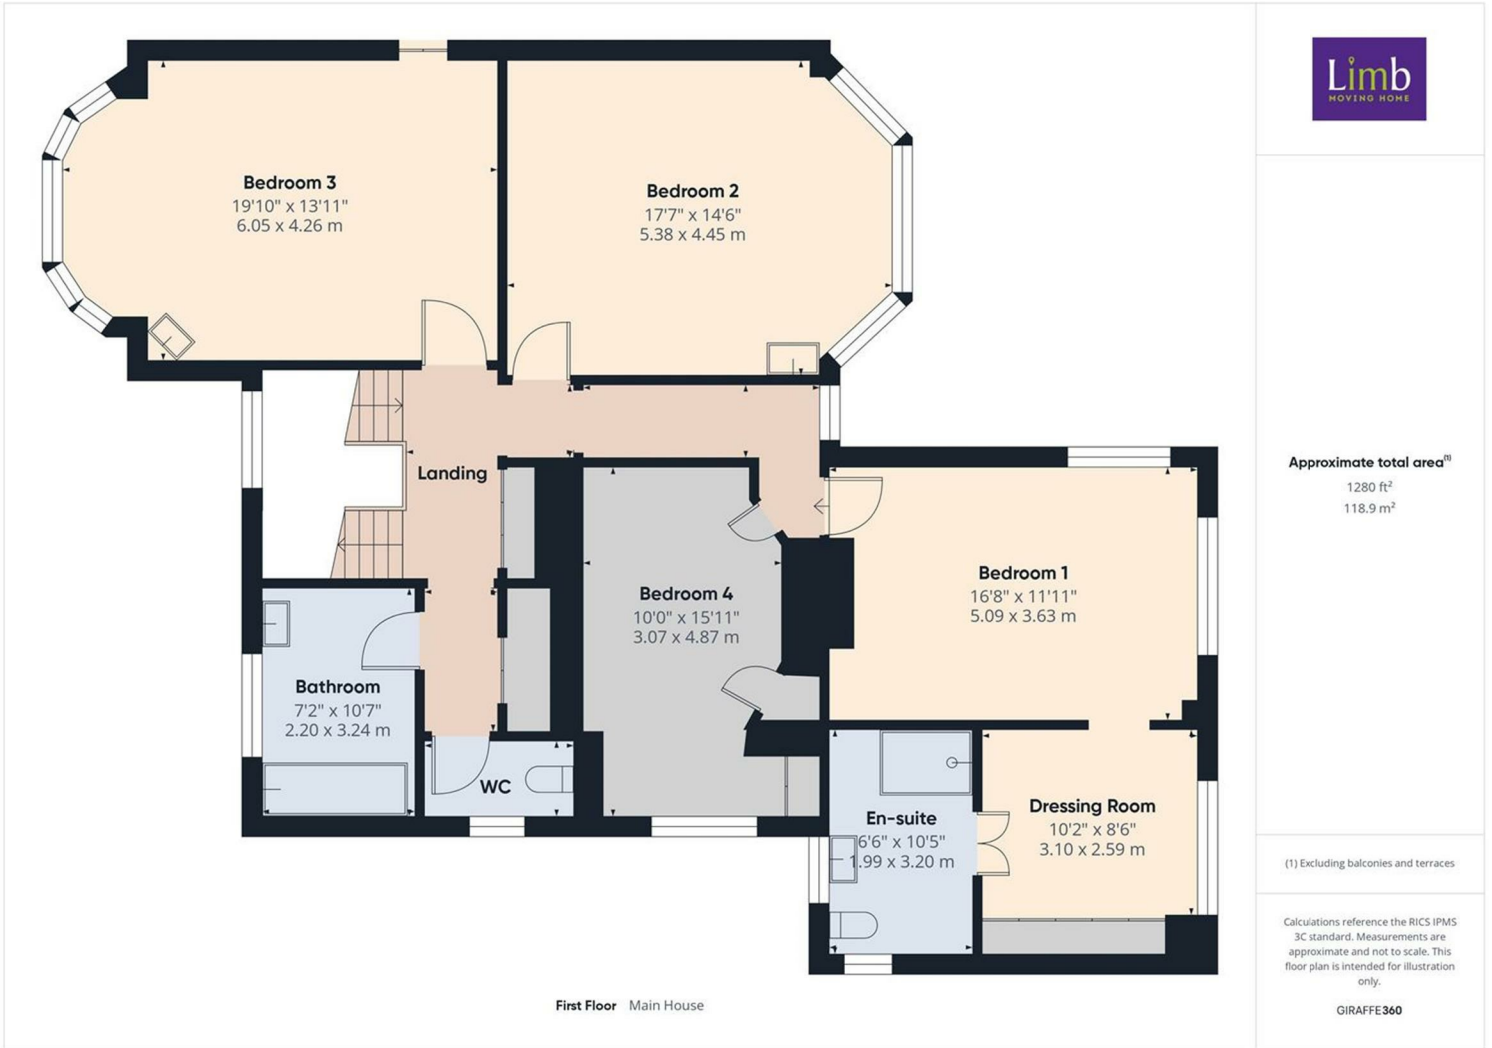 Limb
MOVING HOME
Bedroom 3
19'10" x 13'11"
6.05 x 4.26 m
Bedroom 2
17'7" x 14'6"
5.38 x 4.45 m
Landing
Bedroom 4
10'0" x 15'11"
3.07 x 4.87 m
Bedroom 1
16'8" x 11'11"
5.09 x 3.63 m
Bathroom
7'2" x 10'7"
2.20 x 3.24 m
WC
En-suite
6'6" x 10'5"
1.99 x 3.20 m
Dressing Room
10'2" x 8'6"
3.10 x 2.59 m
First Floor Main House
Approximate total area(1)
1280 ft²
118.9 m²
(1) Excluding balconies and terraces
Calculations reference the RICS IPMS
3C standard. Measurements are
approximate and not to scale. This
floor plan is intended for illustration
only.
GIRAFFE360